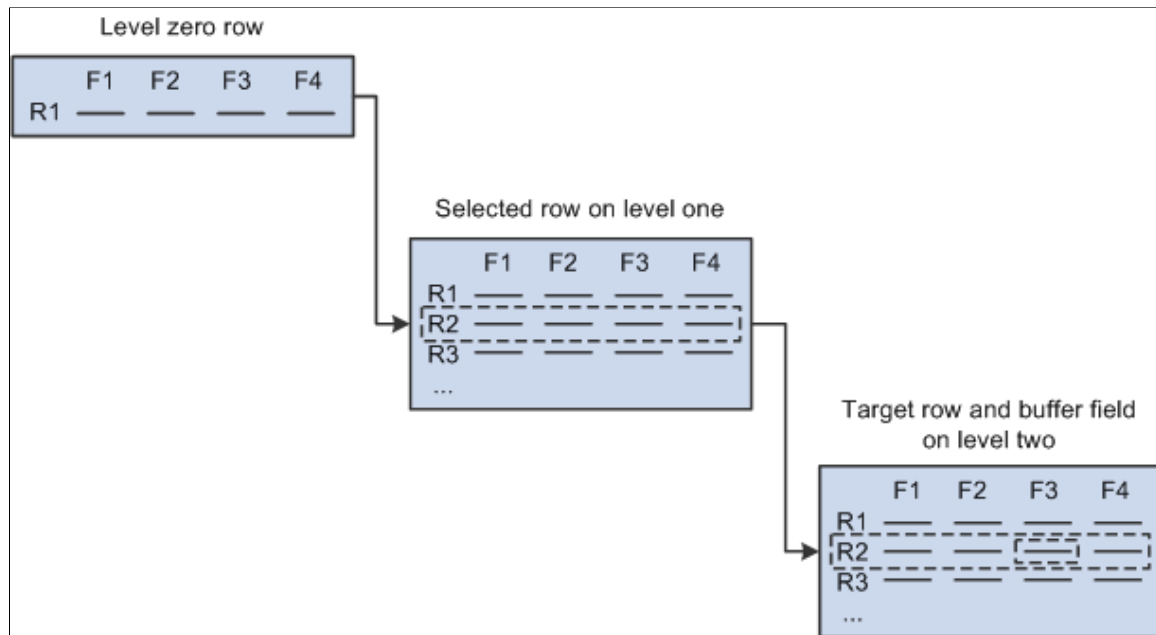 Level zero row
F1 F2 F3 F4
R1
Selected row on level one
F1 F2 F3 F4
R1
R2
R3
...
Target row and buffer field
on level two
F1 F2 F3 F4
R1
R2
R3
...